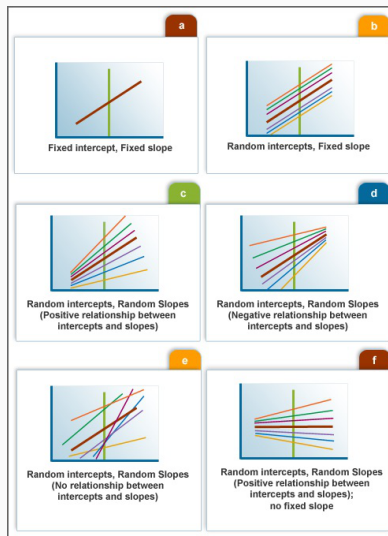 a
b
Fixed intercept, Fixed slope
Random intercepts, Fixed slope
c
d
Random intercepts, Random Slopes
(Positive relationship between
intercepts and slopes)
Random intercepts, Random Slopes
(Negative relationship between
intercepts and slopes)
e
f
Random intercepts, Random Slopes
(No relationship between
intercepts and slopes)
Random intercepts, Random Slopes
(Positive relationship between
intercepts and slopes);
no fixed slope